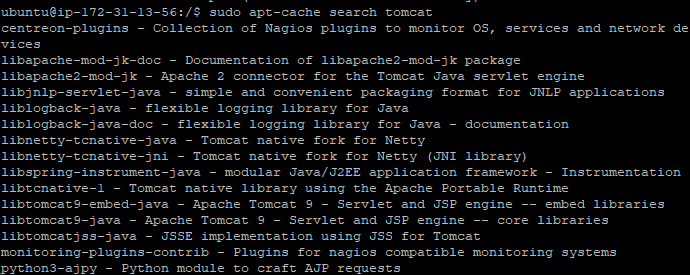 ubuntu@ip-172-31-13-56:/$ sudo apt-cache search tomcat
centreon-plugins - Collection of Nagios plugins to monitor OS, services and network de
vices
libapache-mod-jk-doc - Documentation of libapache2-mod-jk package
libapache2-mod-jk - Apache 2 connector for the Tomcat Java servlet engine
libjnlp-servlet-java - simple and convenient packaging format for JNLP applications
liblogback-java - flexible logging library for Java
liblogback-java-doc - flexible logging library for Java - documentation
libnetty-tcnative-java - Tomcat native fork for Netty
libnetty-tcnative-jni - Tomcat native fork for Netty (JNI library)
libspring-instrument-java - modular Java/J2EE application framework - Instrumentation
libtcnative-1 - Tomcat native library using the Apache Portable Runtime
libtomcat9-embed-java - Apache Tomcat 9 - Servlet and JSP engine -- embed libraries
libtomcat9-java - Apache Tomcat 9 - Servlet and JSP engine -- core libraries
libtomcatjss-java - JSSE implementation using JSS for Tomcat
monitoring-plugins-contrib - Plugins for nagios compatible monitoring systems
python3-ajpy - Python module to craft AJP requests